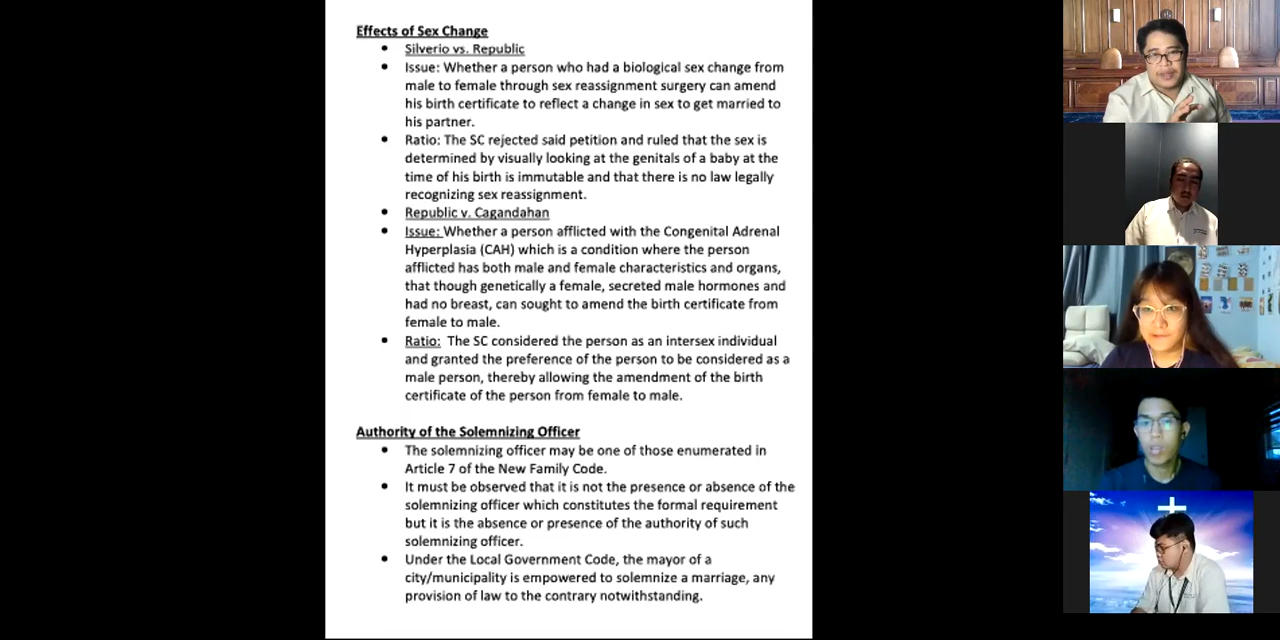 Effects of Sex Change
• Silverio vs. Republic
• Issue: Whether a person who had a biological sex change from
male to female through sex reassignment surgery can amend
his birth certificate to reflect a change in sex to get married to
his partner.
• Ratio: The SC rejected said petition and ruled that the sex is
determined by visually looking at the genitals of a baby at the
time of his birth is immutable and that there is no law legally
recognizing sex reassignment.
• Republic v. Cagandahan
• Issue: Whether a person afflicted with the Congenital Adrenal
Hyperplasia (CAH) which is a condition where the person
afflicted has both male and female characteristics and organs,
that though genetically a female, secreted male hormones and
had no breast, can sought to amend the birth certificate from
female to male.
• Ratio: The SC considered the person as an intersex individual
and granted the preference of the person to be considered as a
male person, thereby allowing the amendment of the birth
certificate of the person from female to male.
Authority of the Solemnizing Officer
• The solemnizing officer may be one of those enumerated in
Article 7 of the New Family Code.
• It must be observed that it is not the presence or absence of the
solemnizing officer which constitutes the formal requirement
but it is the absence or presence of the authority of such
solemnizing officer.
• Under the Local Government Code, the mayor of a
city/municipality is empowered to solemnize a marriage, any
provision of law to the contrary notwithstanding.